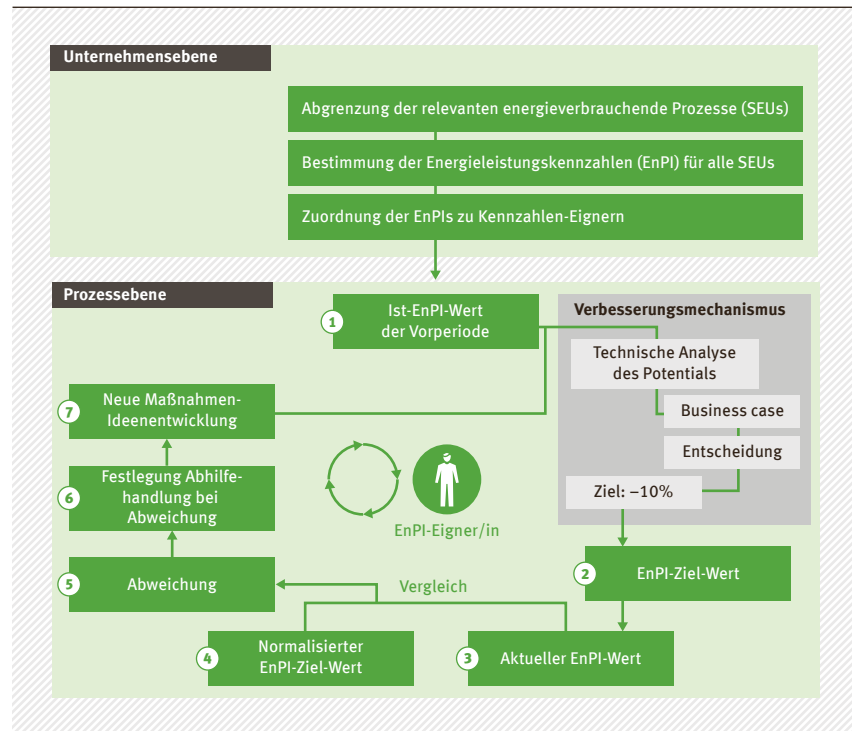 Unternehmensebene
Abgrenzung der relevanten energieverbrauchende Prozesse (SEUs)
Bestimmung der Energieleistungskennzahlen (EnPI) für alle SEUs
Zuordnung der EnPIs zu Kennzahlen-Eignern
Prozessebene
1
Ist-EnPI-Wert
der Vorperiode
Verbesserungsmechanismus
Technische Analyse
des Potentials
Business case
Entscheidung
Ziel: –10%
7
Neue Maßnahmen-
Ideenentwicklung
6
Festlegung Abhilfe-
handlung bei
Abweichung
EnPI-Eigner/in
5
Abweichung
Vergleich
2
EnPI-Ziel-Wert
4
Normalisierter
EnPI-Ziel-Wert
3
Aktueller EnPI-Wert